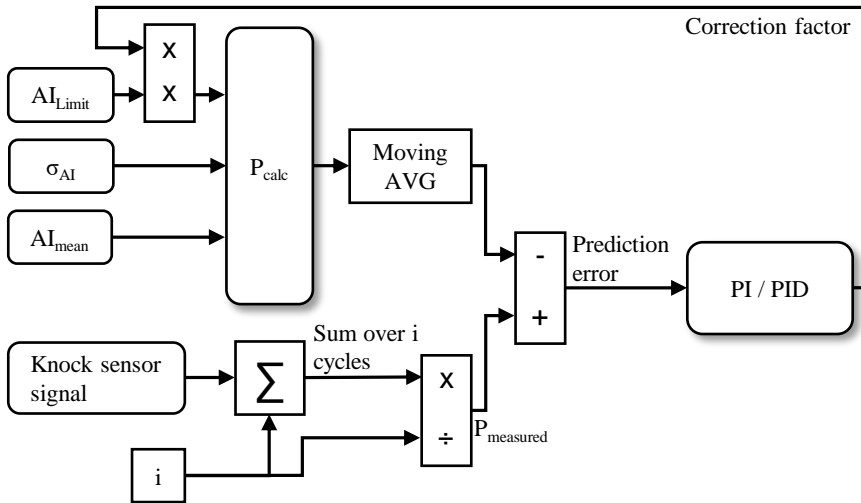 Correction factor
x
x
AI_Limit
σ_AI
AI_mean
P_calc
Moving
AVG
-
+
Prediction
error
PI / PID
Knock sensor
signal
∑
Sum over i
cycles
x
÷
P_measured
i